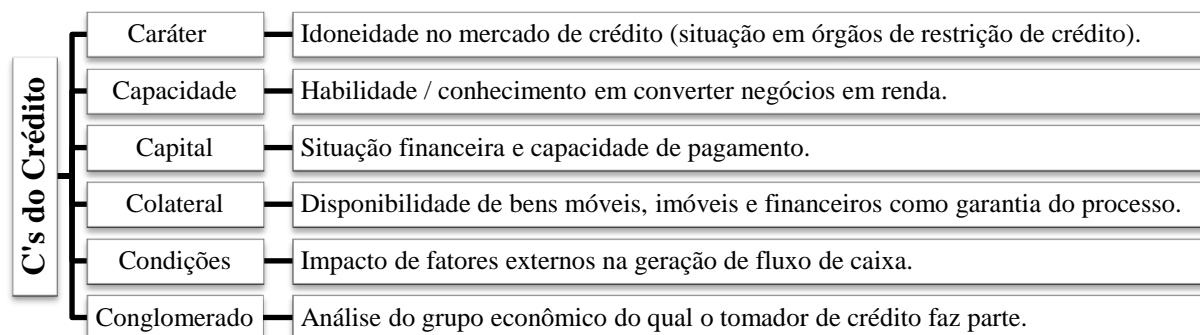 C's do Crédito
Caráter
Idoneidade no mercado de crédito (situação em órgãos de restrição de crédito).
Capacidade
Habilidade / conhecimento em converter negócios em renda.
Capital
Situação financeira e capacidade de pagamento.
Colateral
Disponibilidade de bens móveis, imóveis e financeiros como garantia do processo.
Condições
Impacto de fatores externos na geração de fluxo de caixa.
Conglomerado
Análise do grupo econômico do qual o tomador de crédito faz parte.